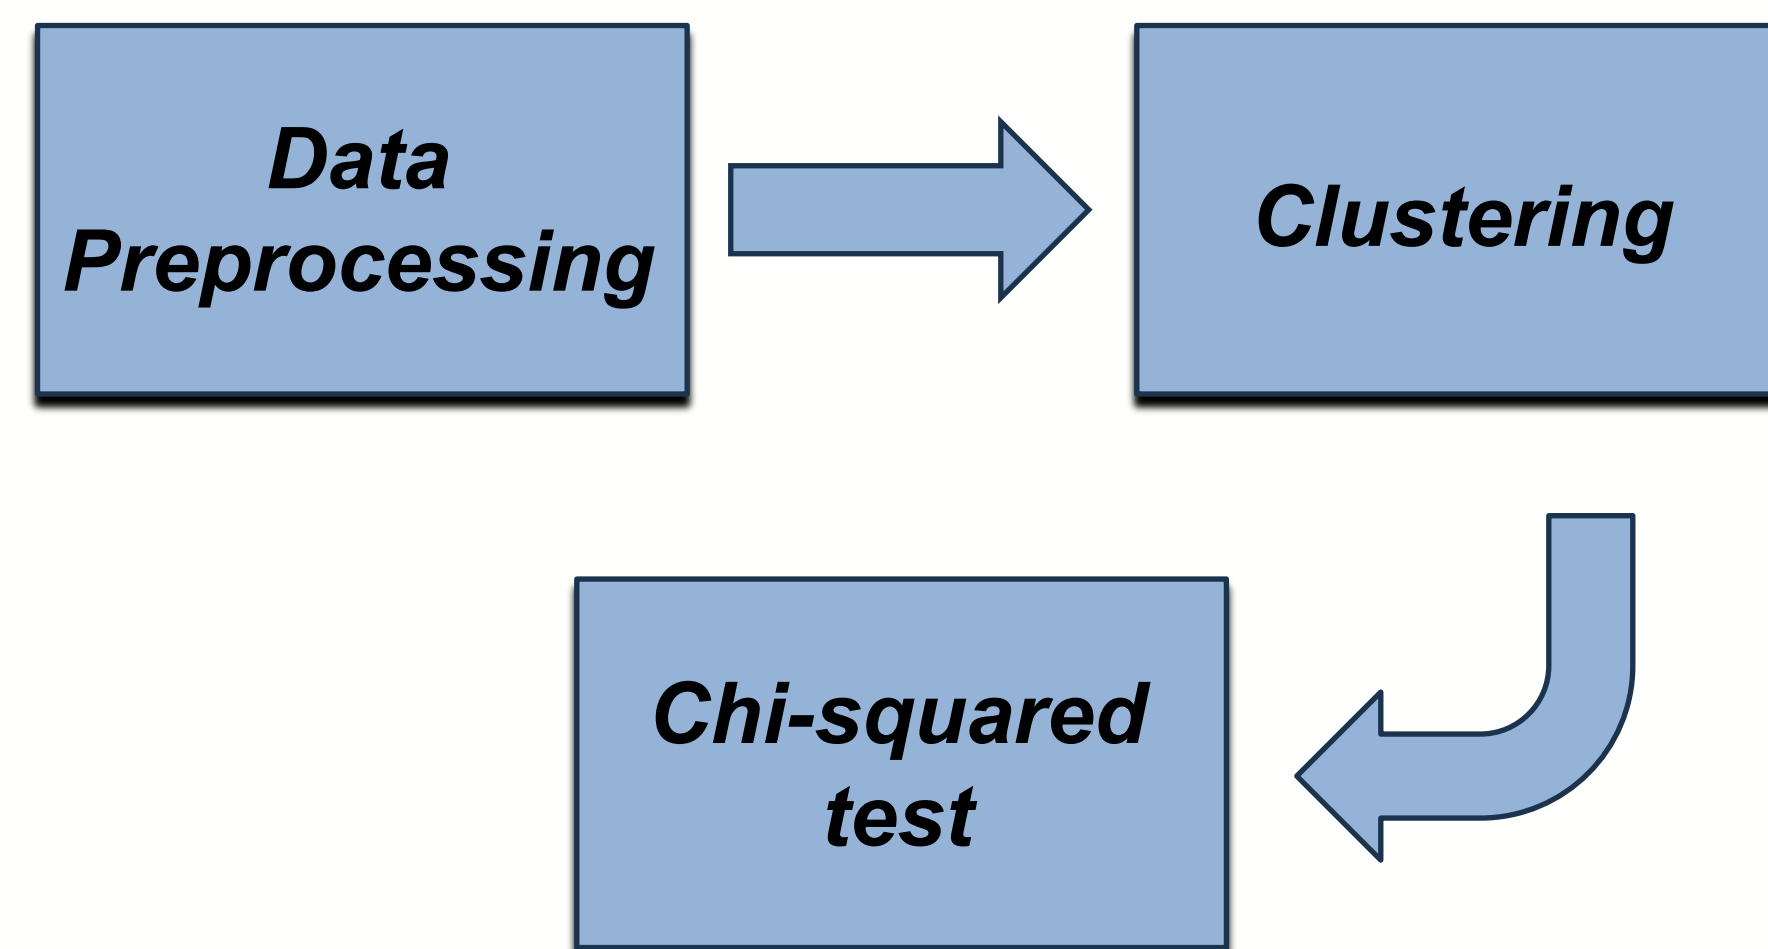 Data
Preprocessing
Clustering
Chi-squared
test